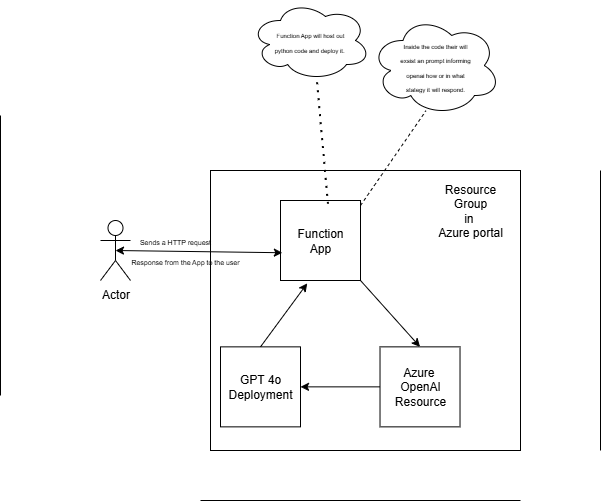 Function App will host out
python code and deploy it.
Inside the code their will
exsist an prompt informing
openai how or in what
stategy it will respond.
Resource
Group
in
Azure portal
Function
App
Sends a HTTP request
Response from the App to the user
Actor
GPT 4o
Deployment
Azure
OpenAI
Resource